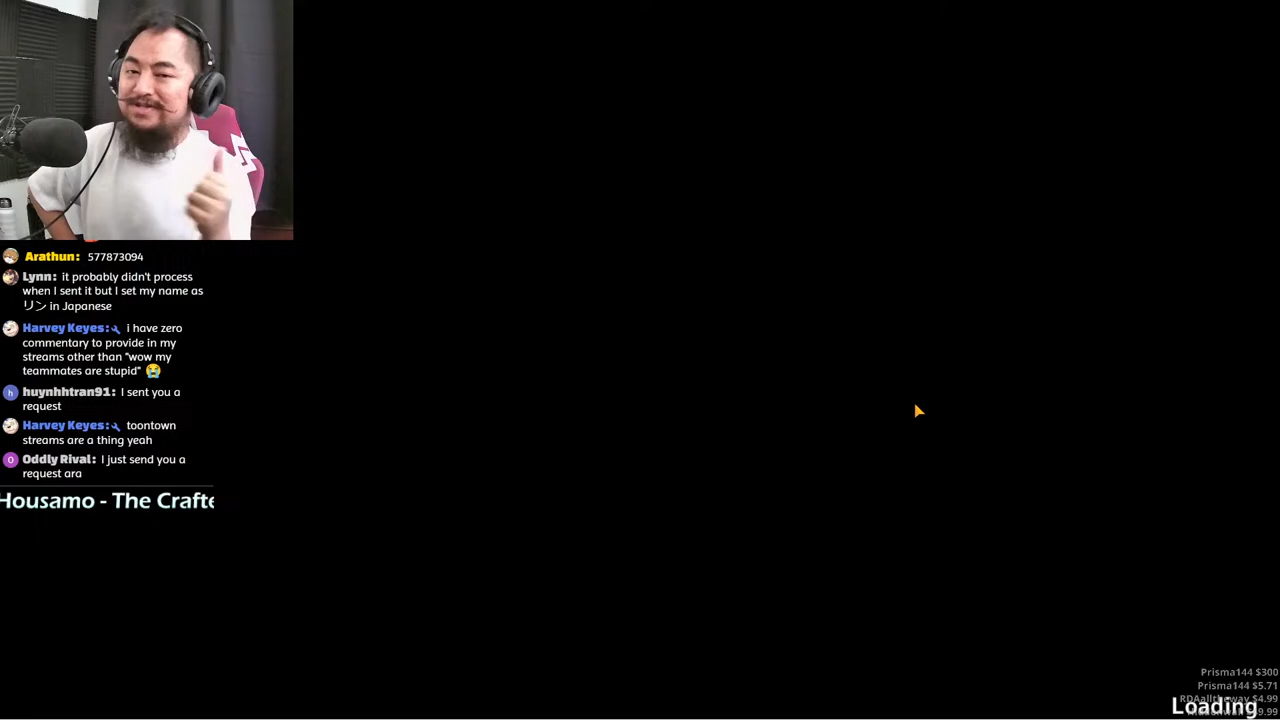 Arathun: 577873094
Lynn: it probably didn't process
when I sent it but I set my name as
リン in Japanese
Harvey Keyes: i have zero
commentary to provide in my
streams other than "wow my
teammates are stupid" 😭
huynhhtran91: I sent you a
request
Harvey Keyes: toontown
streams are a thing yeah
Oddly Rival: I just send you a
request ara
Housamo - The Crafte
Prisma144 $300
Prisma144 $5.71
RDAalltheway $4.99
Loading